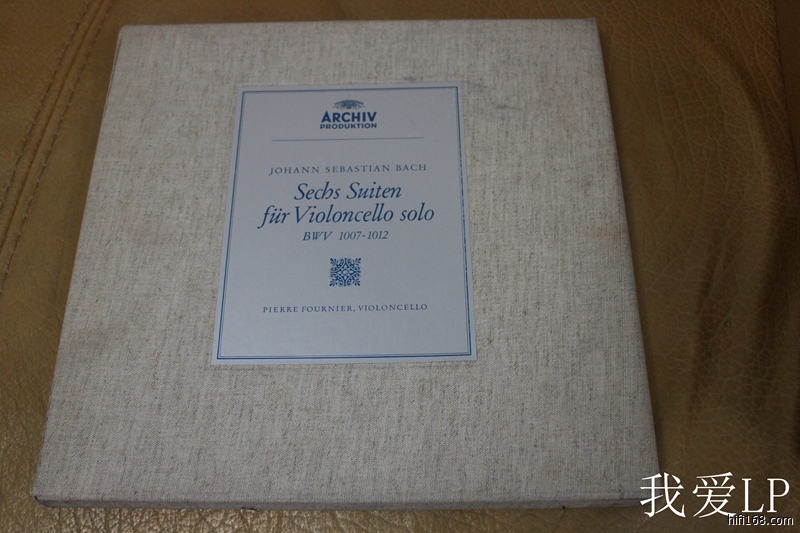 ARCHIV
PRODUKTION
JOHANN SEBASTIAN BACH
Sechs Suiten
für Violoncello solo
BWV 1007-1012
PIERRE FOURNIER, VIOLONCELLO
我爱LP
hifi168.com